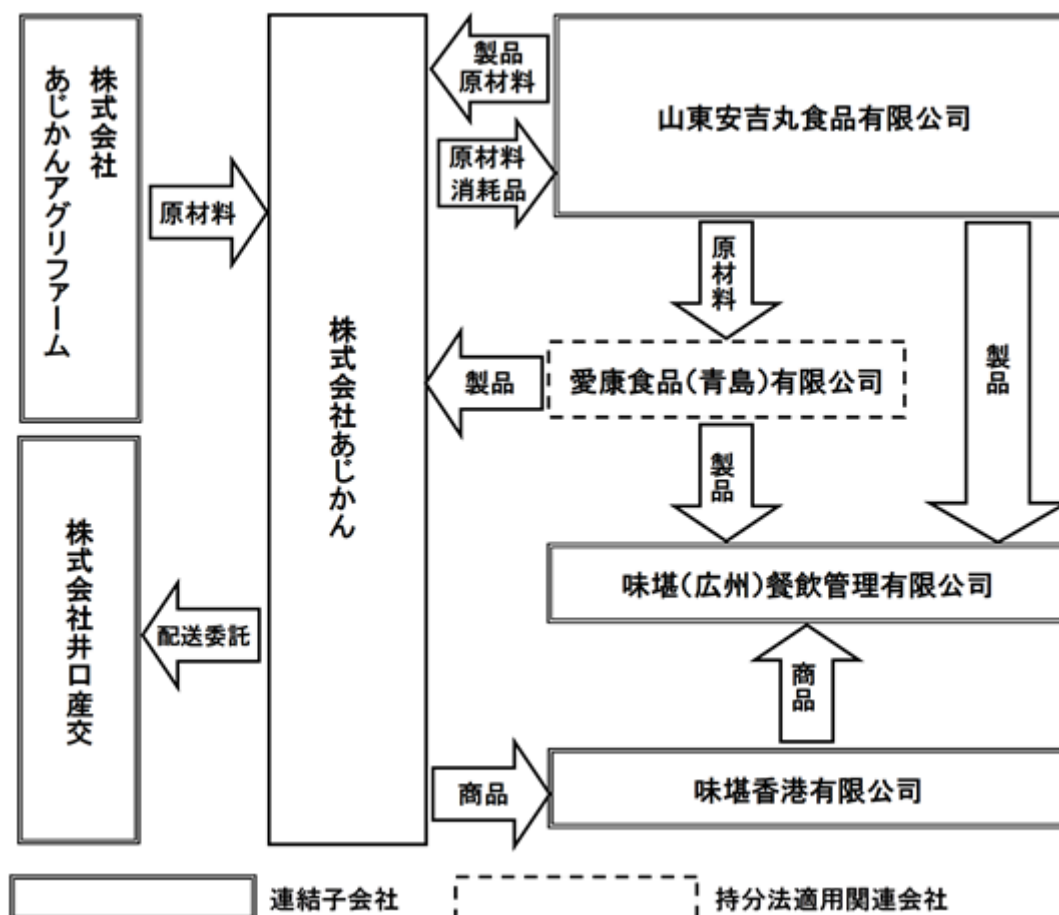 株式会社
あじかんアグリファーム
原材料
株式会社井口産交
配送委託
株式会社あじかん
製品
原材料
原材料
消耗品
山東安吉丸食品有限公司
原材料
製品
製品
愛康食品(青島)有限公司
製品
味堪(広州)餐飲管理有限公司
商品
商品
味堪香港有限公司
連結子会社
持分法適用関連会社